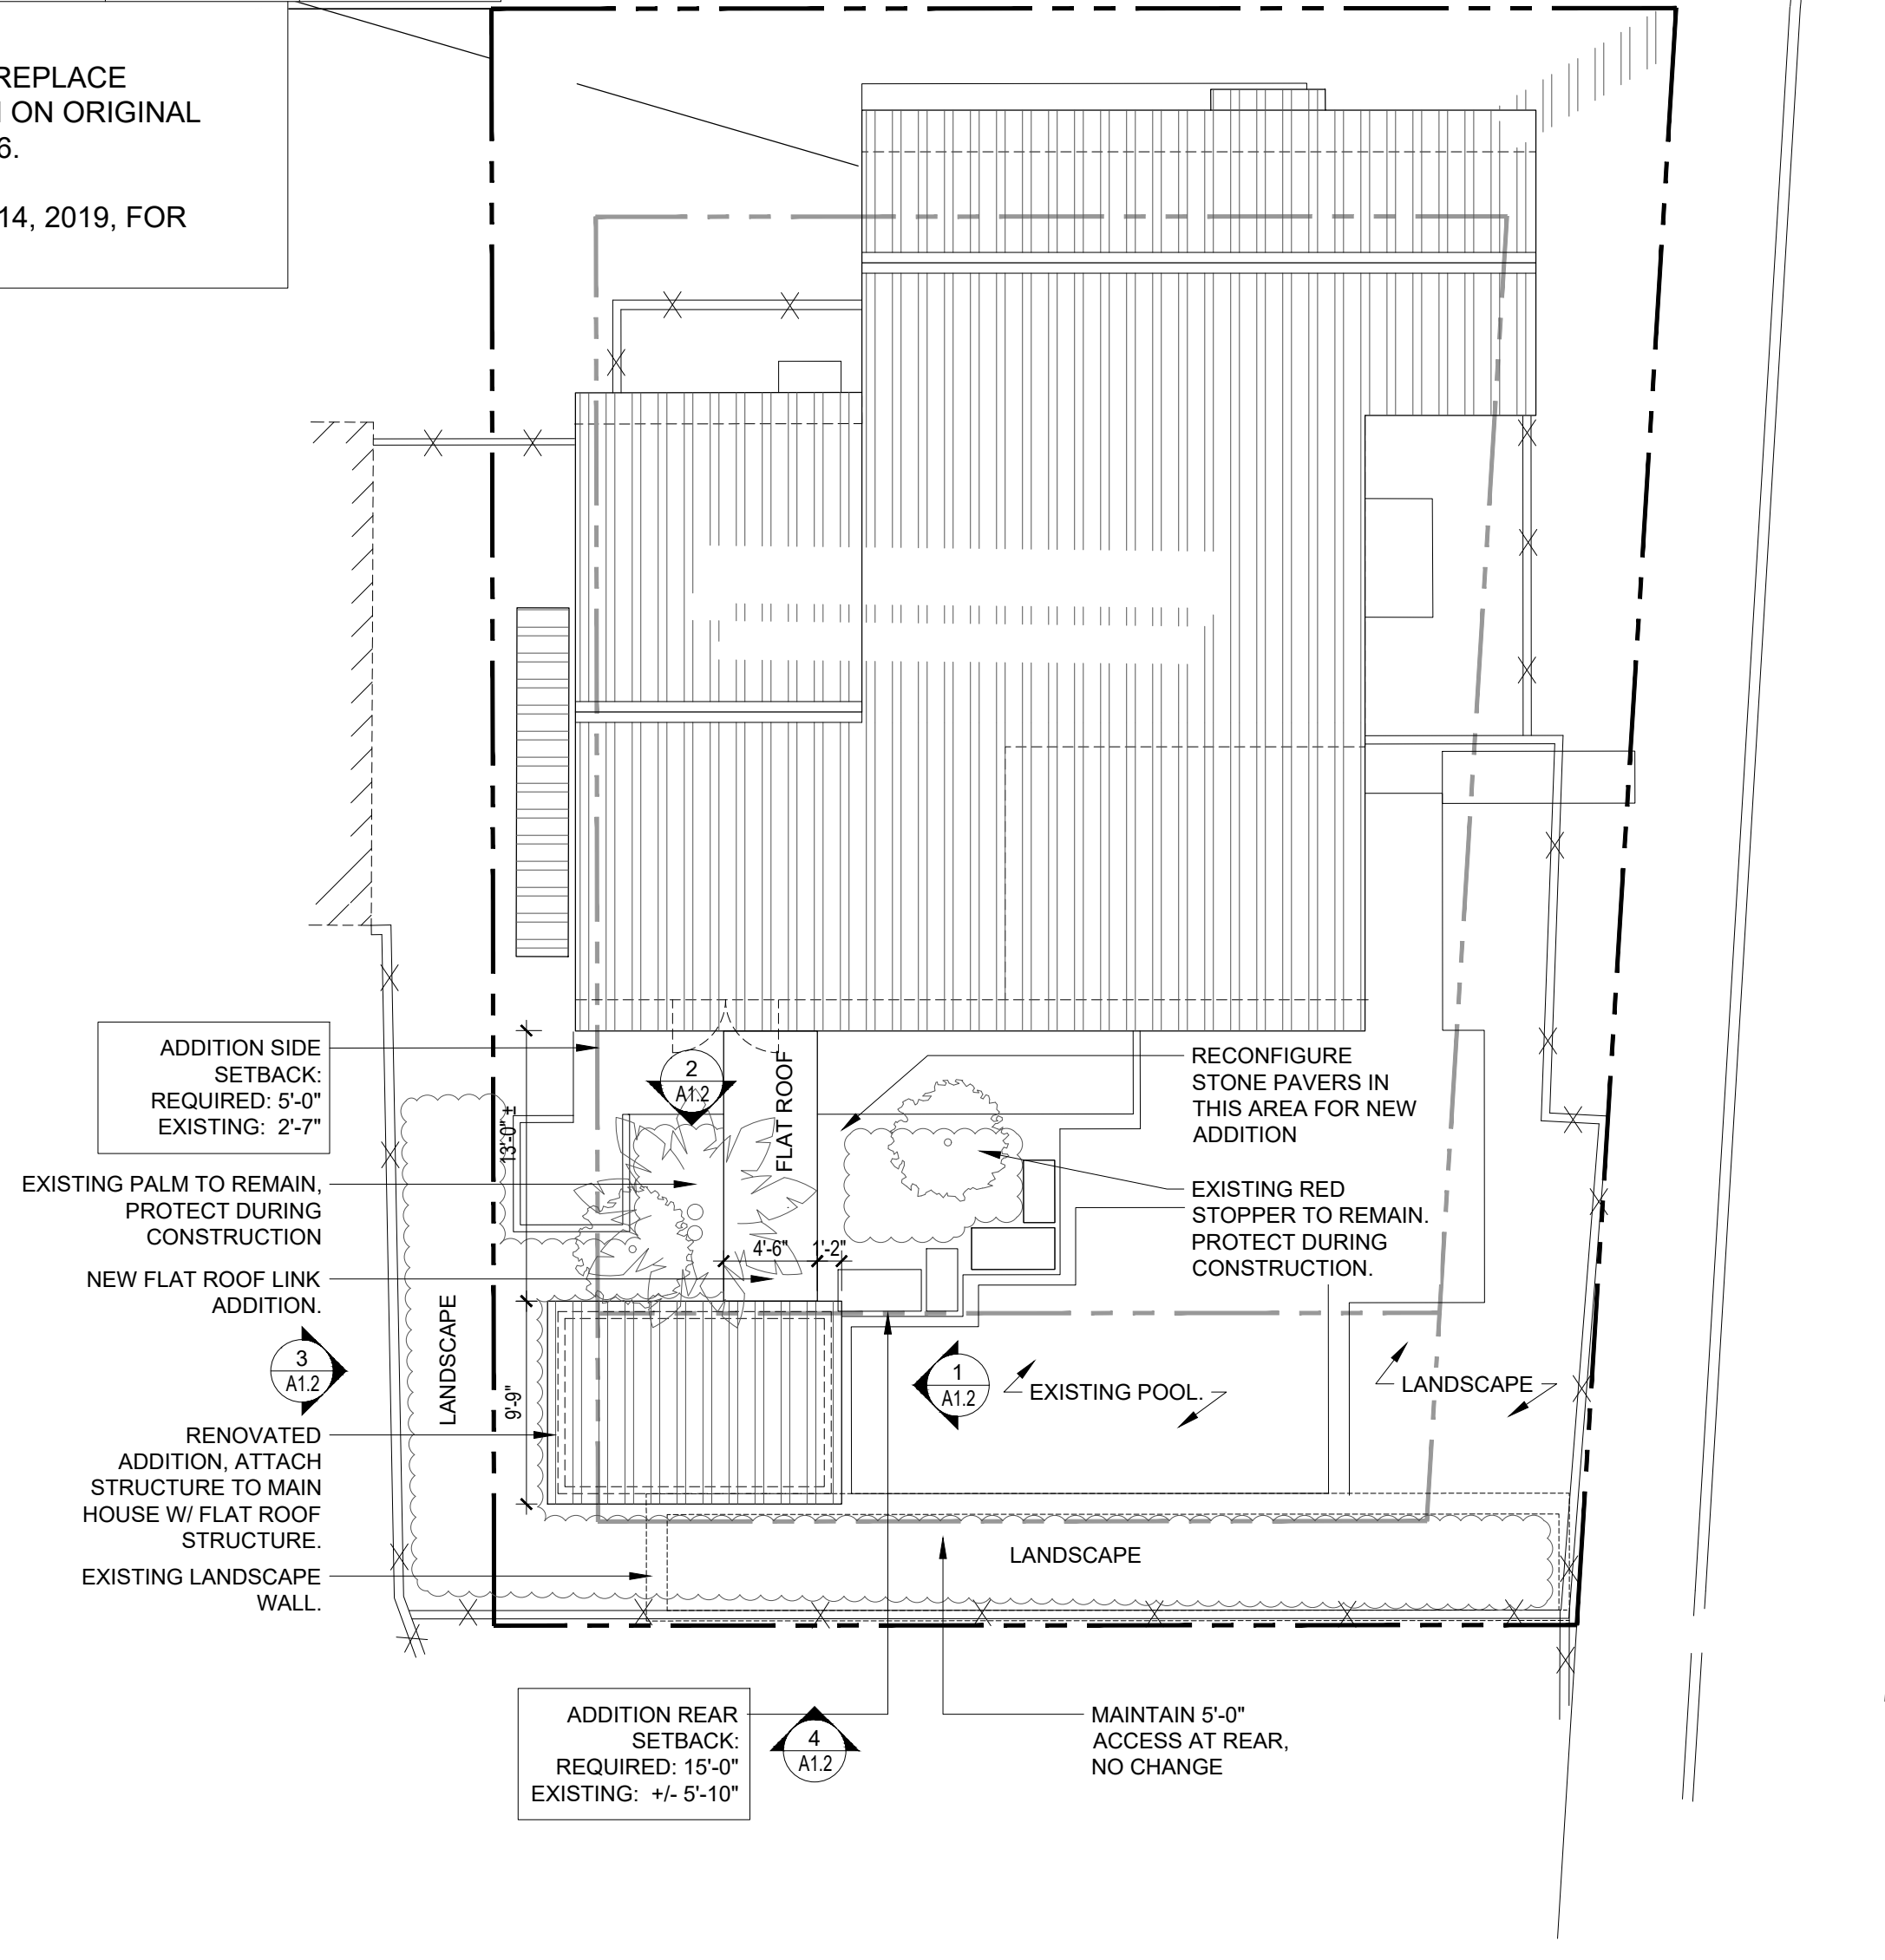 REPLACE
ON ORIGINAL
6.
14, 2019, FOR
ADDITION SIDE
SETBACK:
REQUIRED: 5'-0"
EXISTING: 2'-7"
EXISTING PALM TO REMAIN,
PROTECT DURING
CONSTRUCTION
NEW FLAT ROOF LINK
ADDITION.
3
A1.2
RENOVATED
ADDITION, ATTACH
STRUCTURE TO MAIN
HOUSE W/ FLAT ROOF
STRUCTURE.
EXISTING LANDSCAPE
WALL.
LANDSCAPE
13'-0" ±
9'-9"
2
A1.2
FLAT ROOF
4'-6"
1'-2"
RECONFIGURE
STONE PAVERS IN
THIS AREA FOR NEW
ADDITION
EXISTING RED
STOPPER TO REMAIN.
PROTECT DURING
CONSTRUCTION.
1
A1.2
EXISTING POOL.
LANDSCAPE
LANDSCAPE
ADDITION REAR
SETBACK:
REQUIRED: 15'-0"
EXISTING: +/- 5'-10"
4
A1.2
MAINTAIN 5'-0"
ACCESS AT REAR,
NO CHANGE